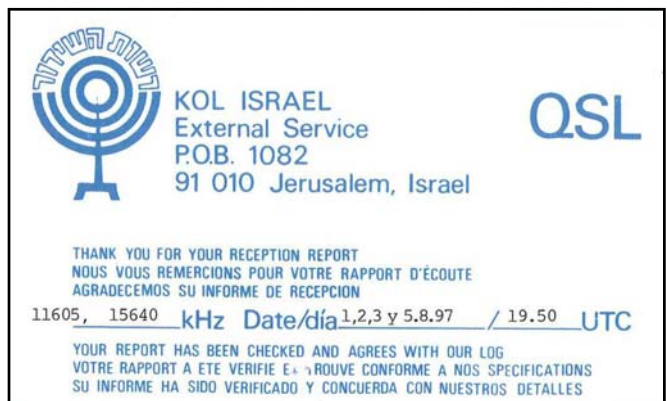 רשות השידור
KOL ISRAEL
External Service
P.O.B. 1082
91 010 Jerusalem, Israel
QSL
THANK YOU FOR YOUR RECEPTION REPORT
NOUS VOUS REMERCIONS POUR VOTRE RAPPORT D'ÉCOUTE
AGRADECEMOS SU INFORME DE RECEPCION
11605, 15640 kHz Date/día 1,2,3 y 5.8.97 / 19.50 UTC
YOUR REPORT HAS BEEN CHECKED AND AGREES WITH OUR LOG
VOTRE RAPPORT A ETE VERIFIE CONFORME A NOS SPECIFICATIONS
SU INFORME HA SIDO VERIFICADO Y CONCUERDA CON NUESTROS DETALLES